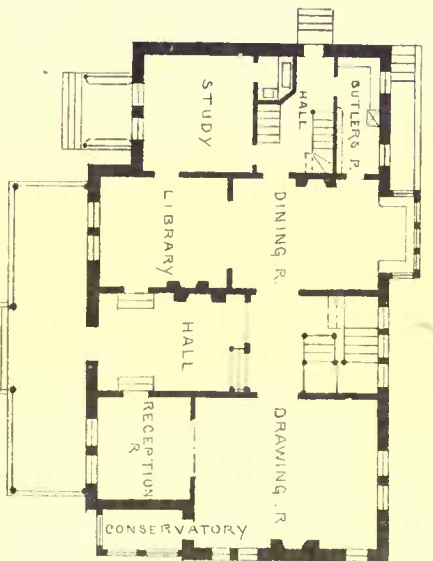 STUDY
HALL
BUTLERS P.
LIBRARY
DINING R.
HALL
RECEPTION
R
DRAWING . R
CONSERVATORY